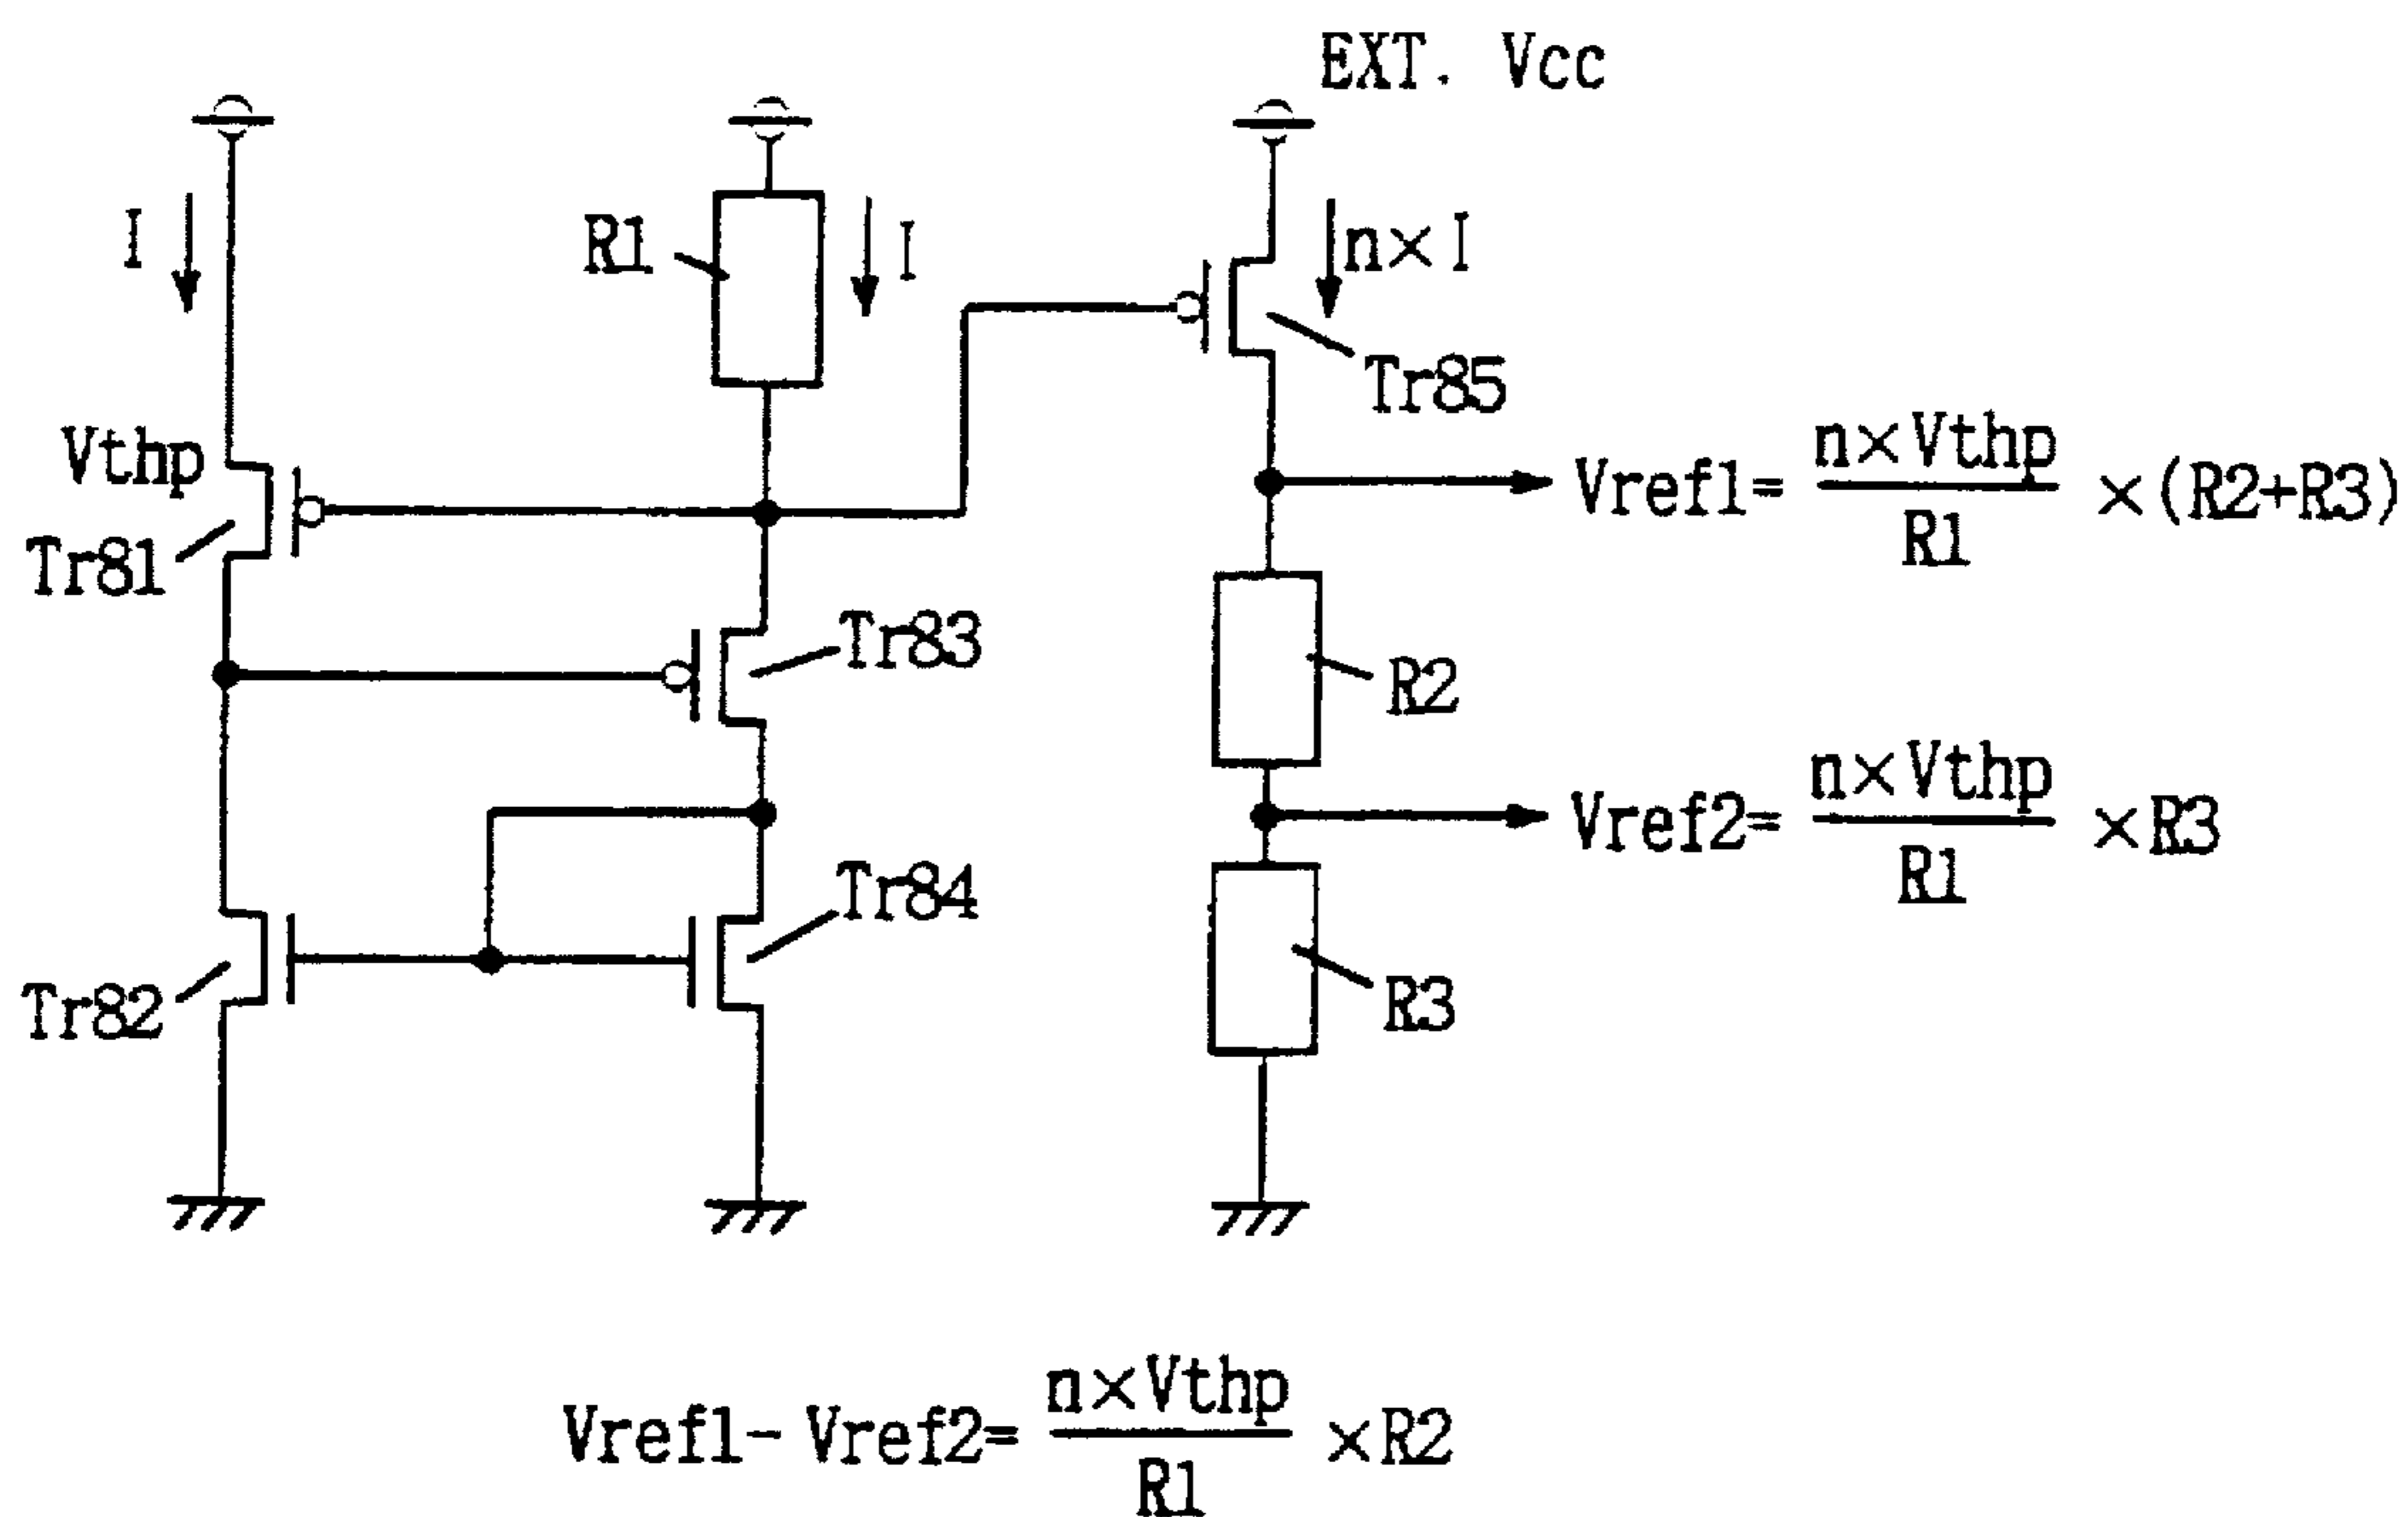 EXT. Vcc
I
R1
I
n×I
Tr85
Vthp
Tr81
Vref1= n×Vthp/R1 ×(R2+R3)
Tr83
R2
Vref2= n×Vthp/R1 ×R3
Tr84
Tr82
R3
Vref1- Vref2= n×Vthp/R1 ×R2